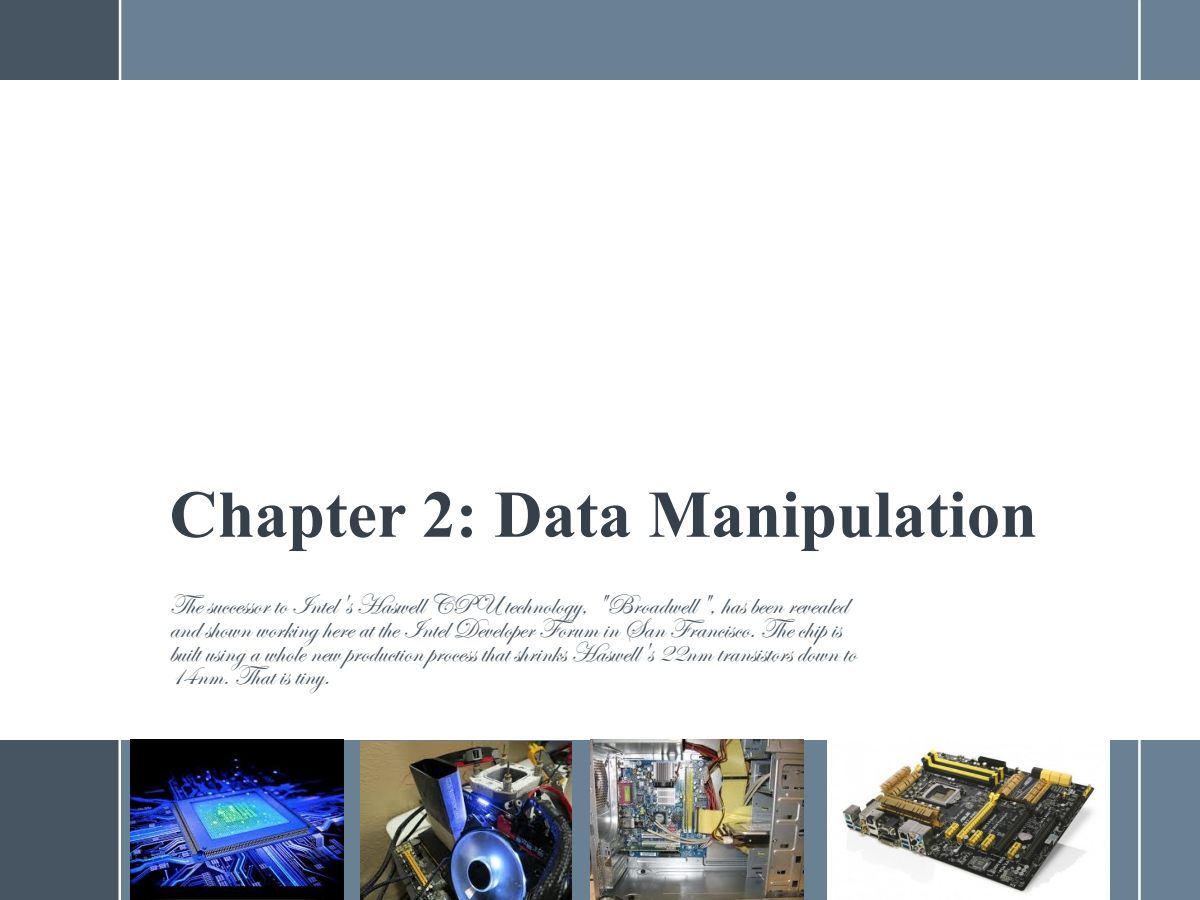 Chapter 2: Data Manipulation
The successor to Intel's Haswell CPU technology, "Broadwell", has been revealed
and shown working here at the Intel Developer Forum in San Francisco. The chip is
built using a whole new production process that shrinks Haswell's 22nm transistors down to
14nm. That is tiny.